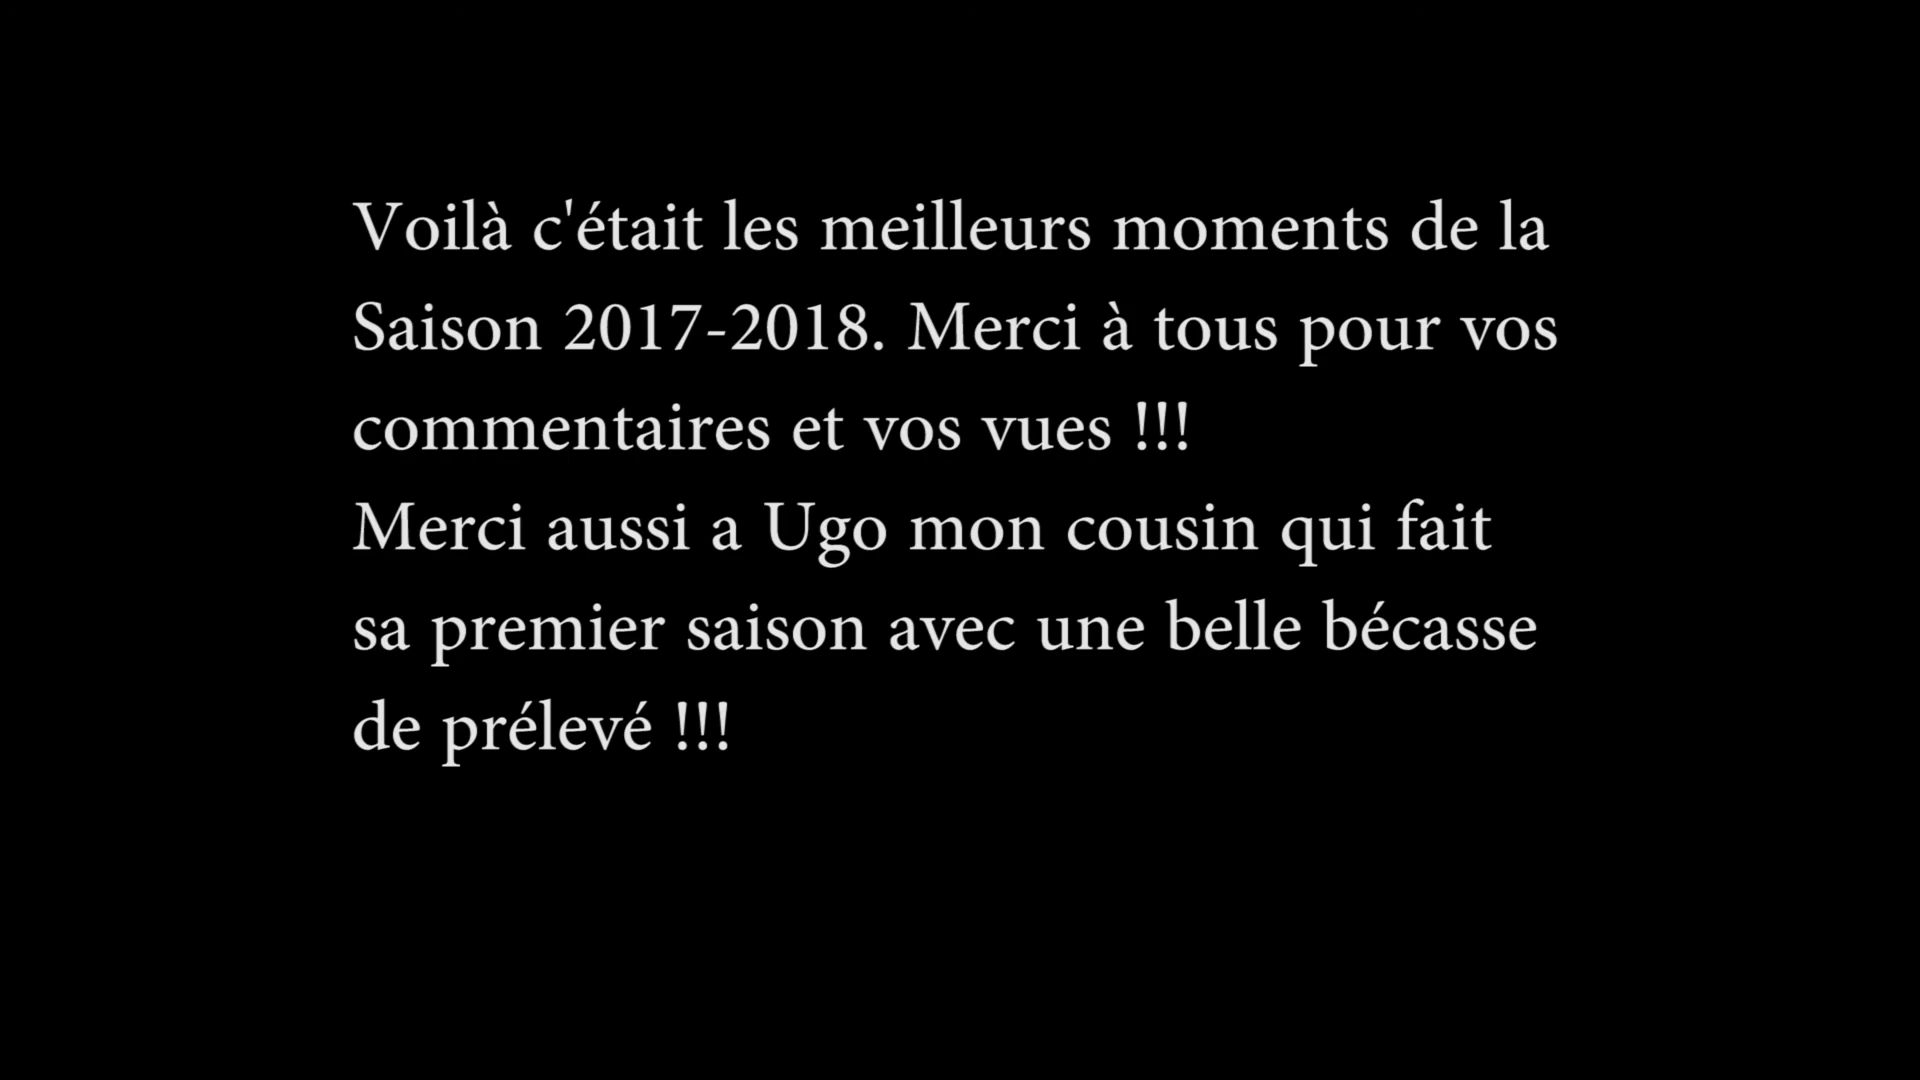 Voilà c'était les meilleurs moments de la
Saison 2017-2018. Merci à tous pour vos
commentaires et vos vues !!!
Merci aussi a Ugo mon cousin qui fait
sa premier saison avec une belle bécasse
de prélevé !!!